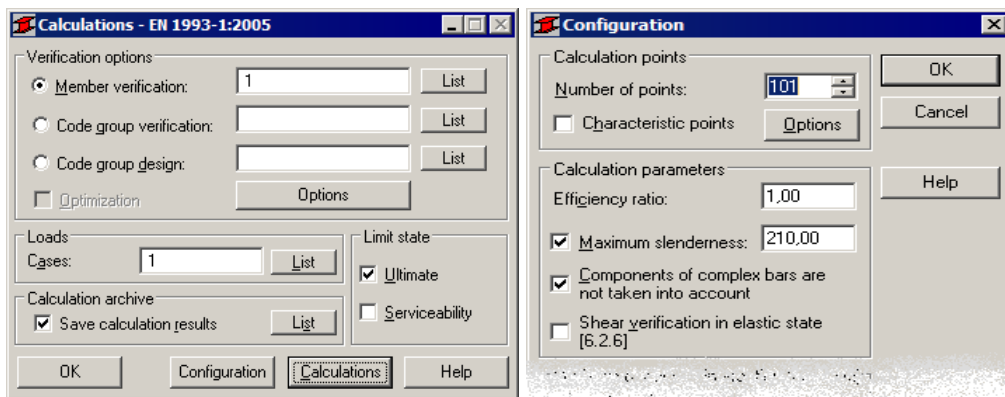 Calculations - EN 1993-1:2005
Verification options
Member verification: 1 List
Code group verification: List
Code group design: List
Optimization Options
Loads
Cases: 1 List
Calculation archive
Save calculation results List
Limit state
Ultimate
Serviceability
OK Configuration Calculations Help
Configuration
Calculation points
Number of points: 101
Characteristic points Options
OK
Cancel
Help
Calculation parameters
Efficiency ratio: 1,00
Maximum slenderness: 210,00
Components of complex bars are
not taken into account
Shear verification in elastic state
[6.2.6]